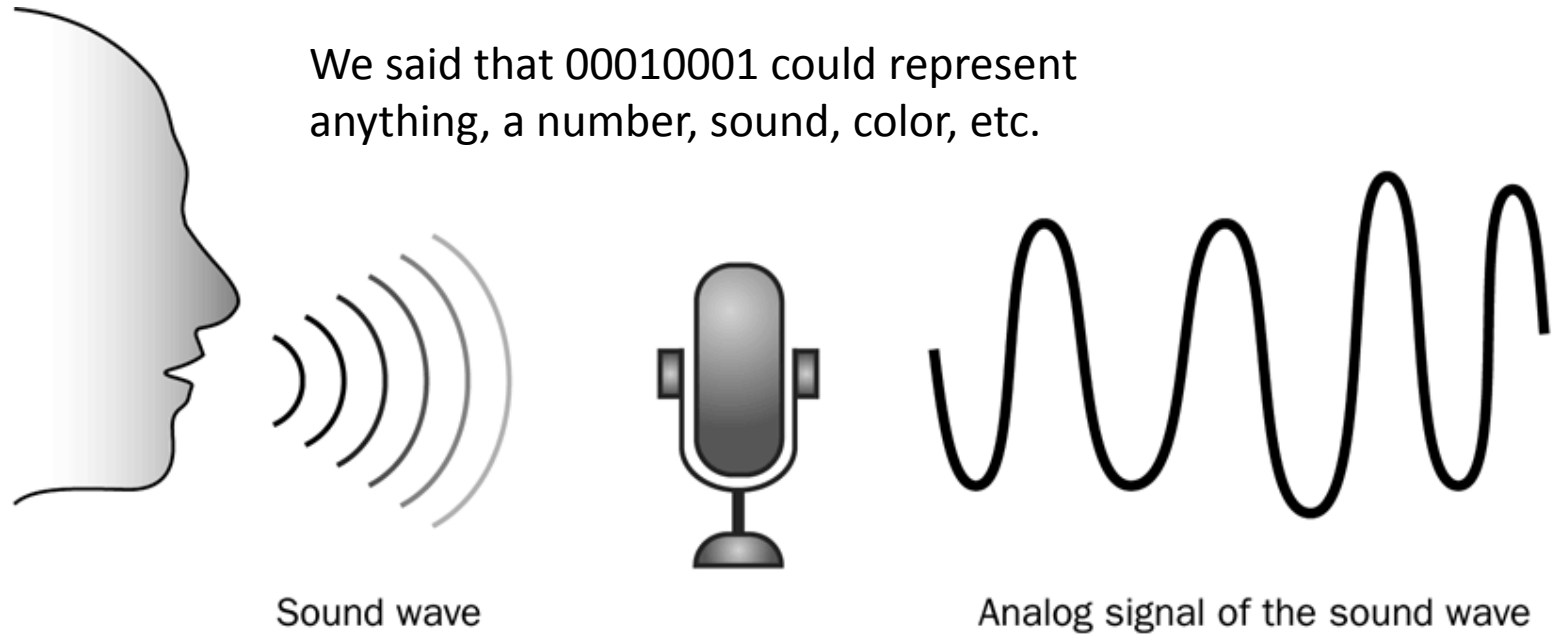 We said that 00010001 could represent
anything, a number, sound, color, etc.
Sound wave
Analog signal of the sound wave